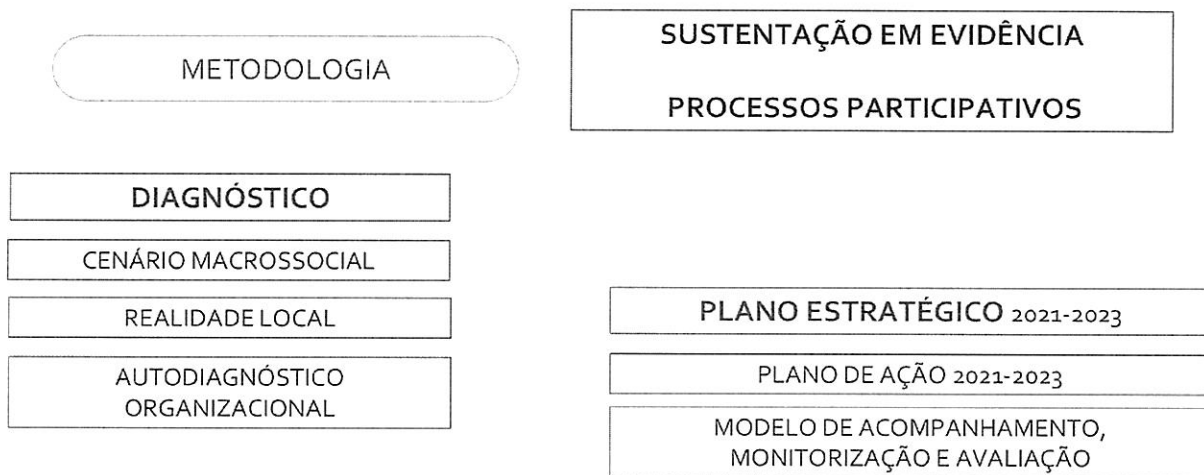 METODOLOGIA
SUSTENTAÇÃO EM EVIDÊNCIA
PROCESSOS PARTICIPATIVOS
DIAGNÓSTICO
CENÁRIO MACROSSOCIAL
REALIDADE LOCAL
AUTODIAGNÓSTICO
ORGANIZACIONAL
PLANO ESTRATÉGICO 2021-2023
PLANO DE AÇÃO 2021-2023
MODELO DE ACOMPANHAMENTO,
MONITORIZAÇÃO E AVALIAÇÃO